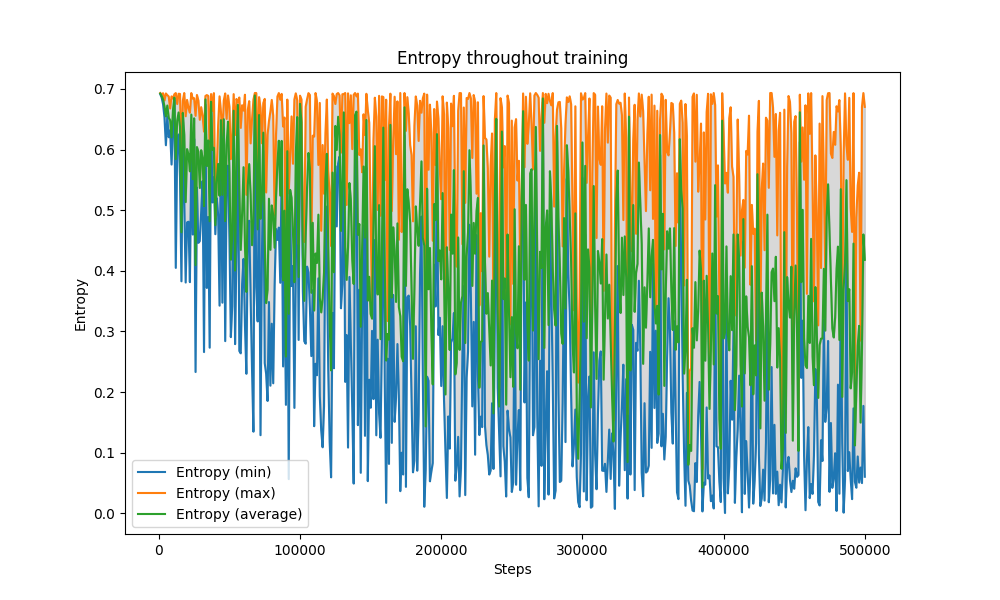 Entropy throughout training
Entropy
0.7
0.6
0.5
0.4
0.3
0.2
0.1
0.0
Entropy (min)
Entropy (max)
Entropy (average)
0
100000
200000
300000
400000
500000
Steps